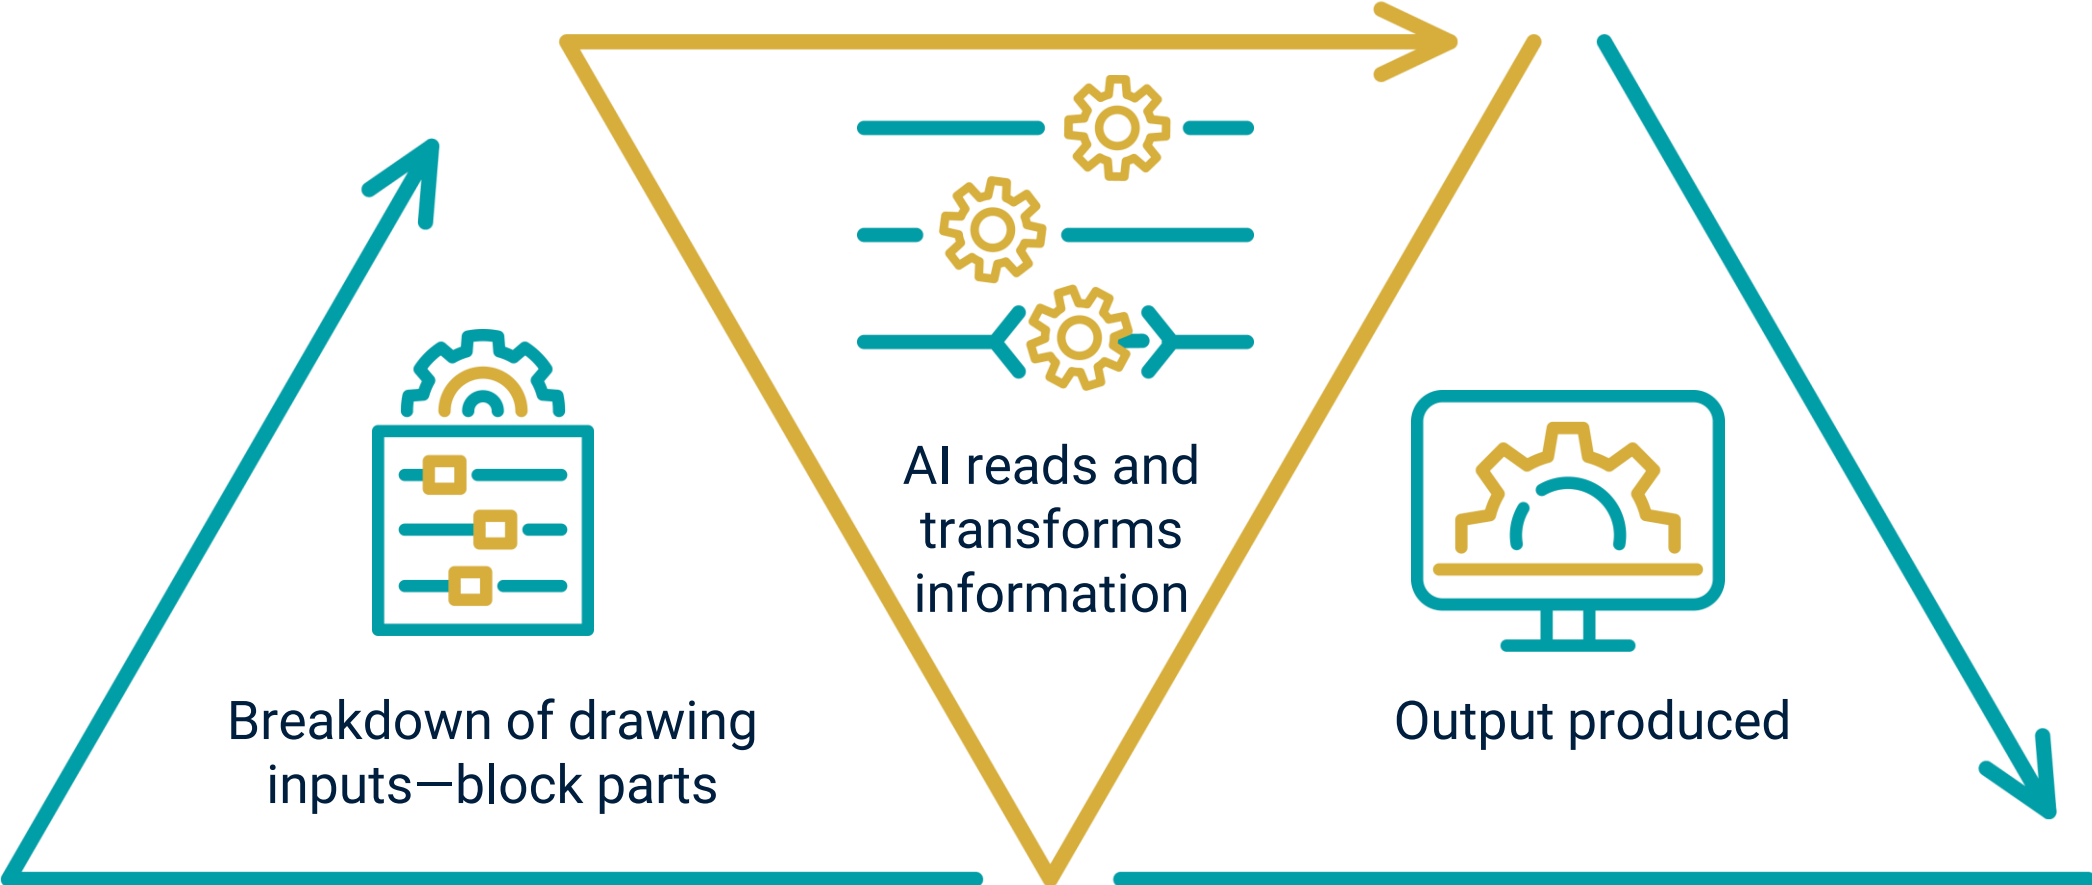 Breakdown of drawing
inputs—block parts
AI reads and
transforms
information
Output produced